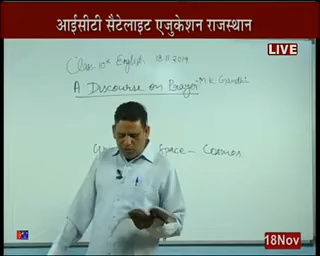 आईसीटी सैटेलाइट एजुकेशन राजस्थान
LIVE
Class 10th English 18.11.2019
A Discourse on Prayer - M.K Gandhi
Space - Cosmos
18Nov